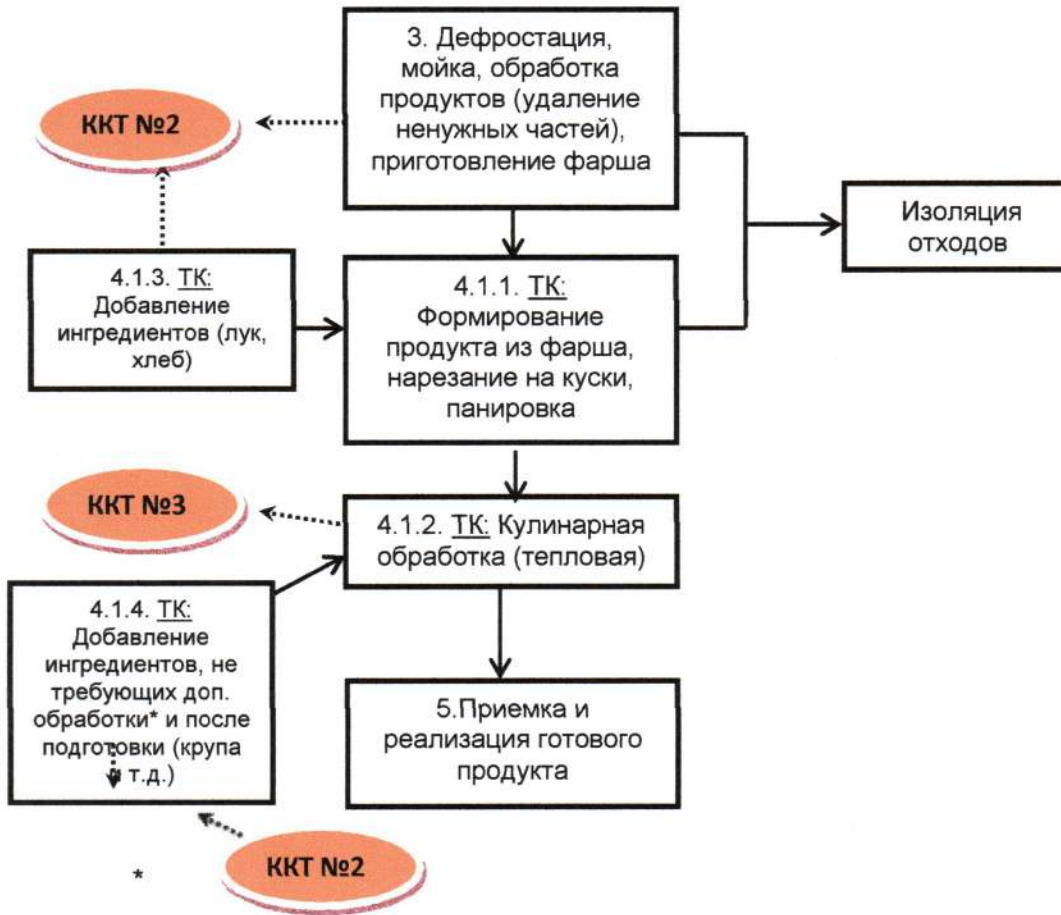 3. Дефростация,
мойка, обработка
продуктов (удаление
ненужных частей),
приготовление фарша
ККТ №2
Изоляция
отходов
4.1.3. ТК:
Добавление
ингредиентов (лук,
хлеб)
4.1.1. ТК:
Формирование
продукта из фарша,
нарезание на куски,
панировка
ККТ №3
4.1.2. ТК: Кулинарная
обработка (тепловая)
4.1.4. ТК:
Добавление
ингредиентов, не
требующих доп.
обработки* и после
подготовки (крупа
и т.д.)
5.Приемка и
реализация готового
продукта
ККТ №2
*